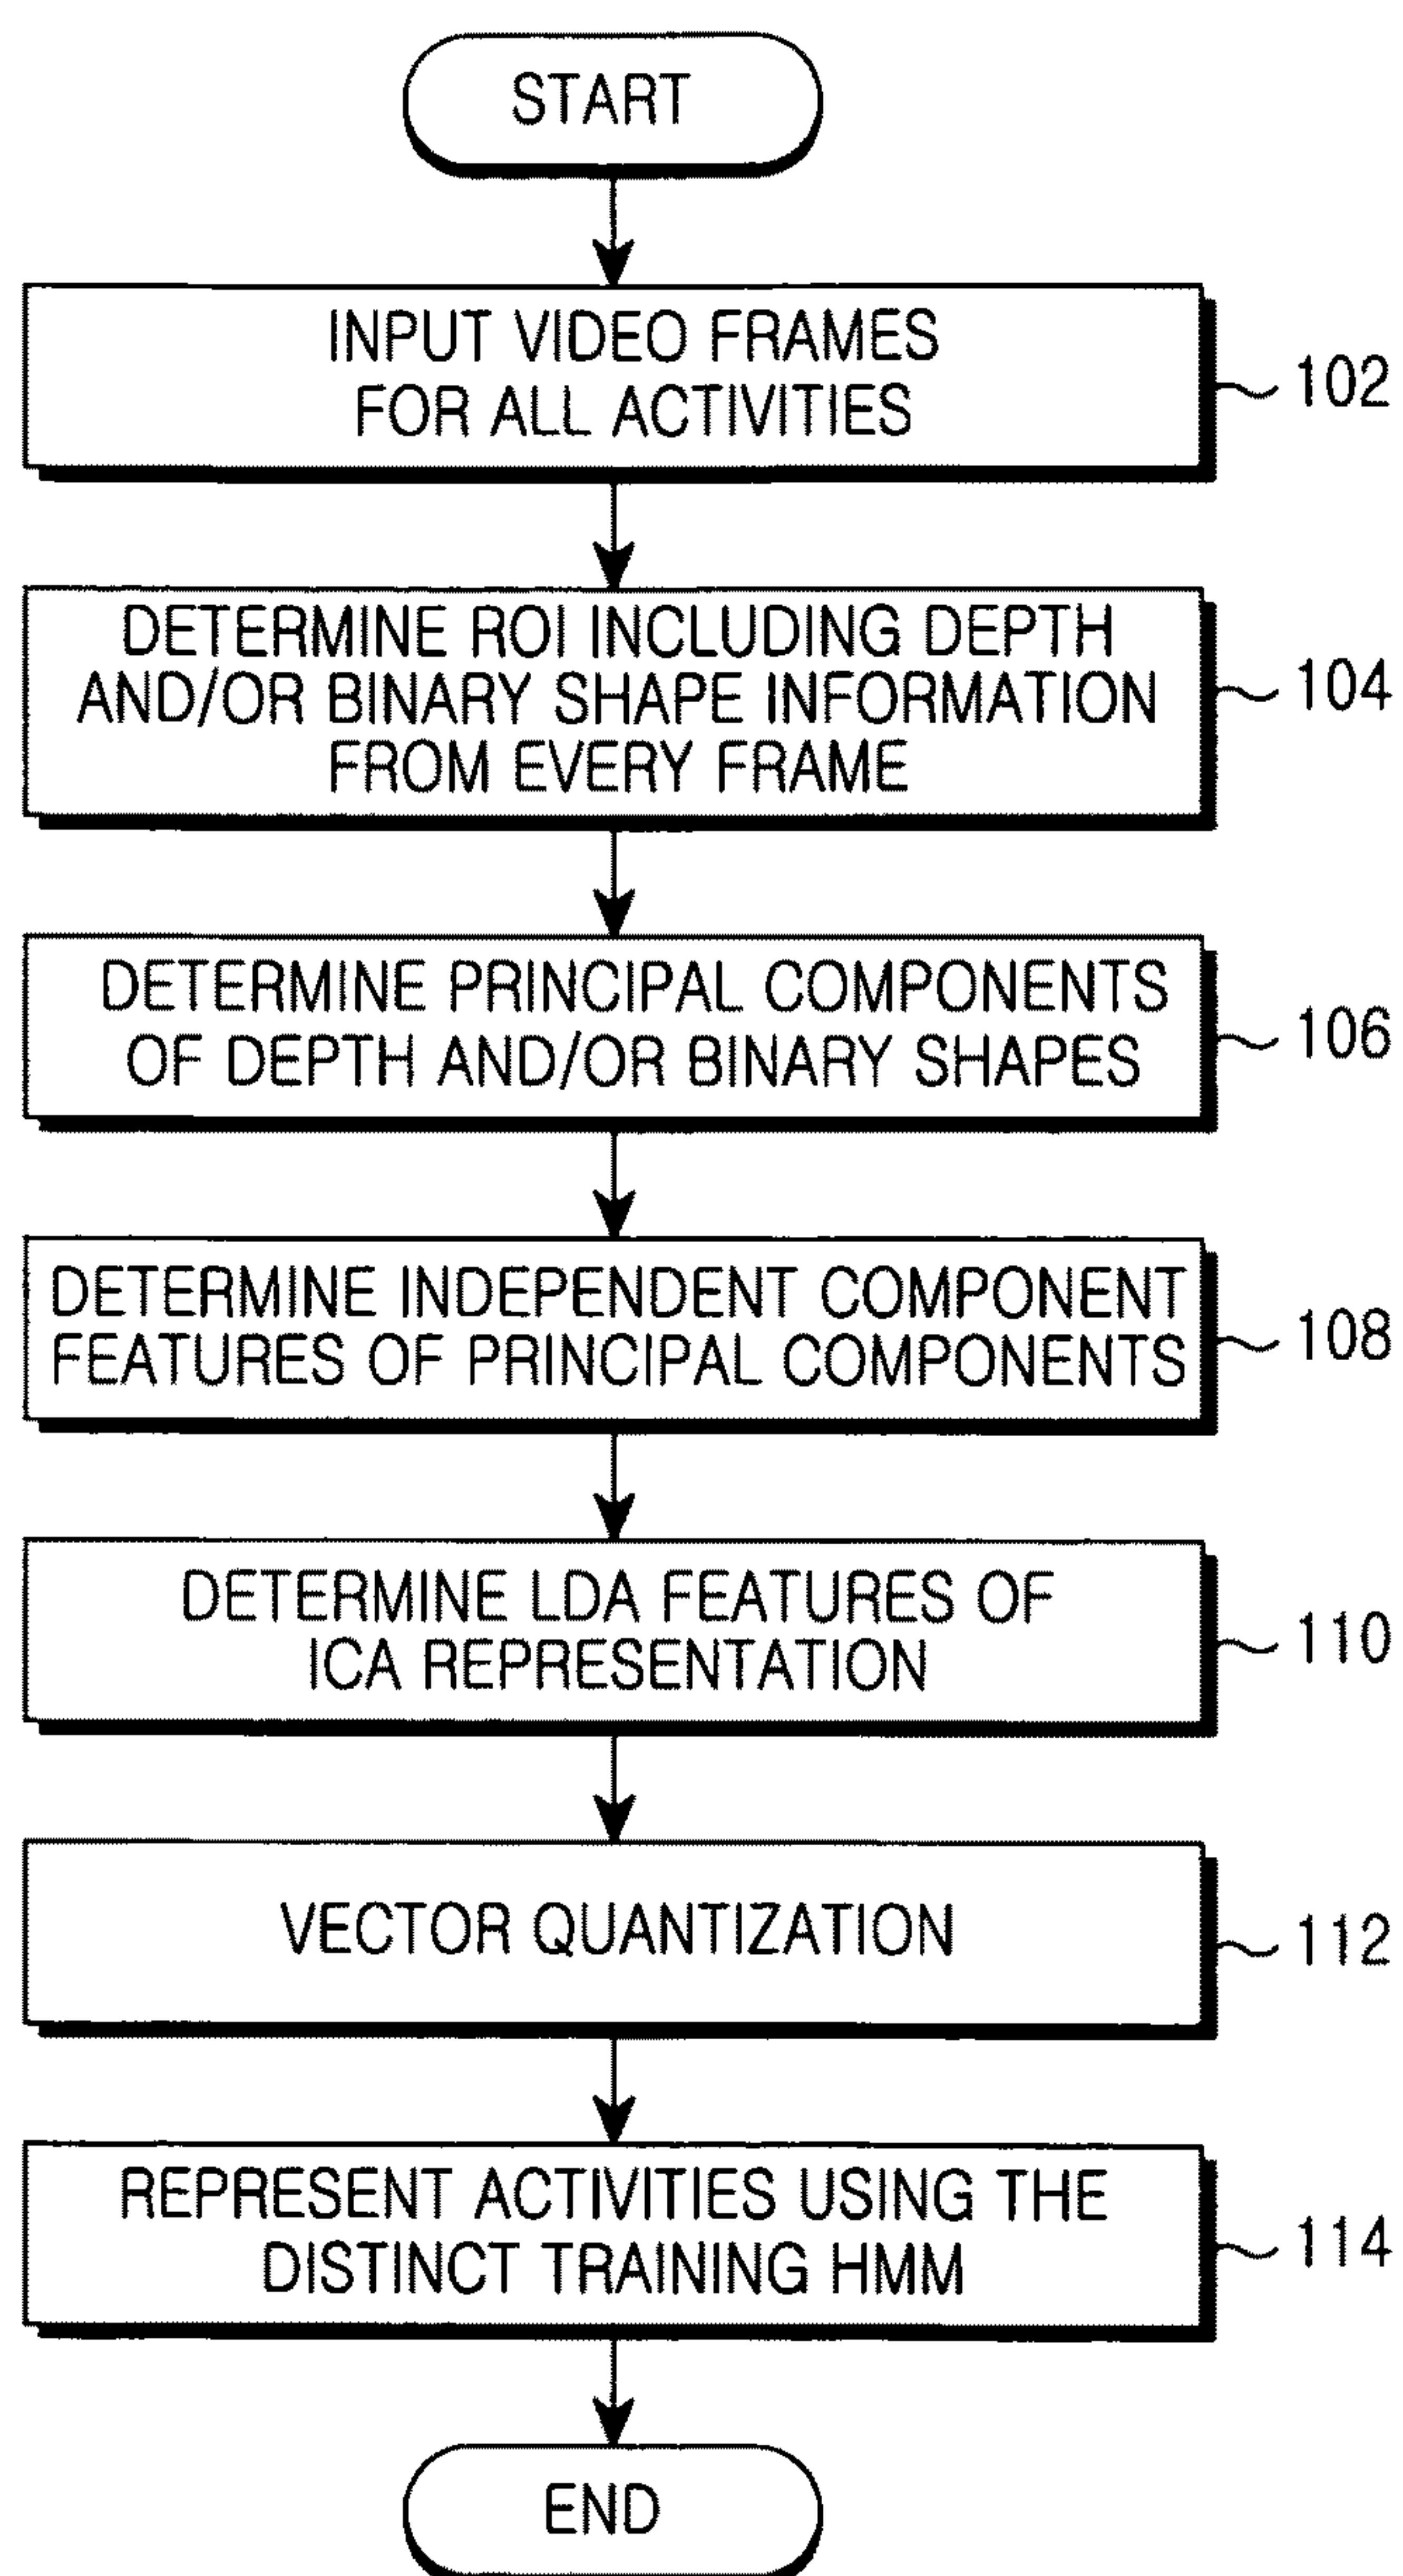 START
INPUT VIDEO FRAMES
FOR ALL ACTIVITIES
102
DETERMINE ROI INCLUDING DEPTH
AND/OR BINARY SHAPE INFORMATION
FROM EVERY FRAME
104
DETERMINE PRINCIPAL COMPONENTS
OF DEPTH AND/OR BINARY SHAPES
106
DETERMINE INDEPENDENT COMPONENT
FEATURES OF PRINCIPAL COMPONENTS
108
DETERMINE LDA FEATURES OF
ICA REPRESENTATION
110
VECTOR QUANTIZATION
112
REPRESENT ACTIVITIES USING THE
DISTINCT TRAINING HMM
114
END